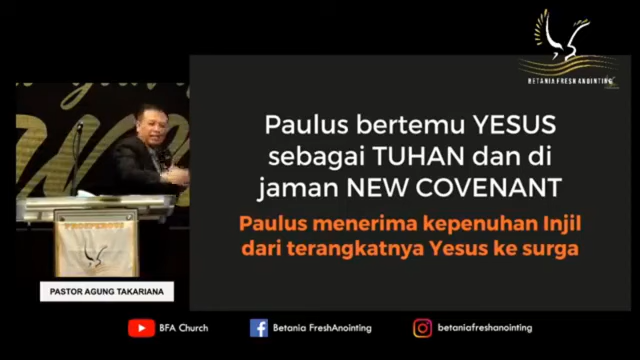 BETANIA FRESH ANOINTING
Paulus bertemu YESUS
sebagai TUHAN dan di
jaman NEW COVENANT
Paulus menerima kepenuhan Injil
dari terangkatnya Yesus ke surga
PROSPEROUS
PASTOR AGUNG TAKARIANA
BFA Church
Betania FreshAnointing
betaniafreshanointing